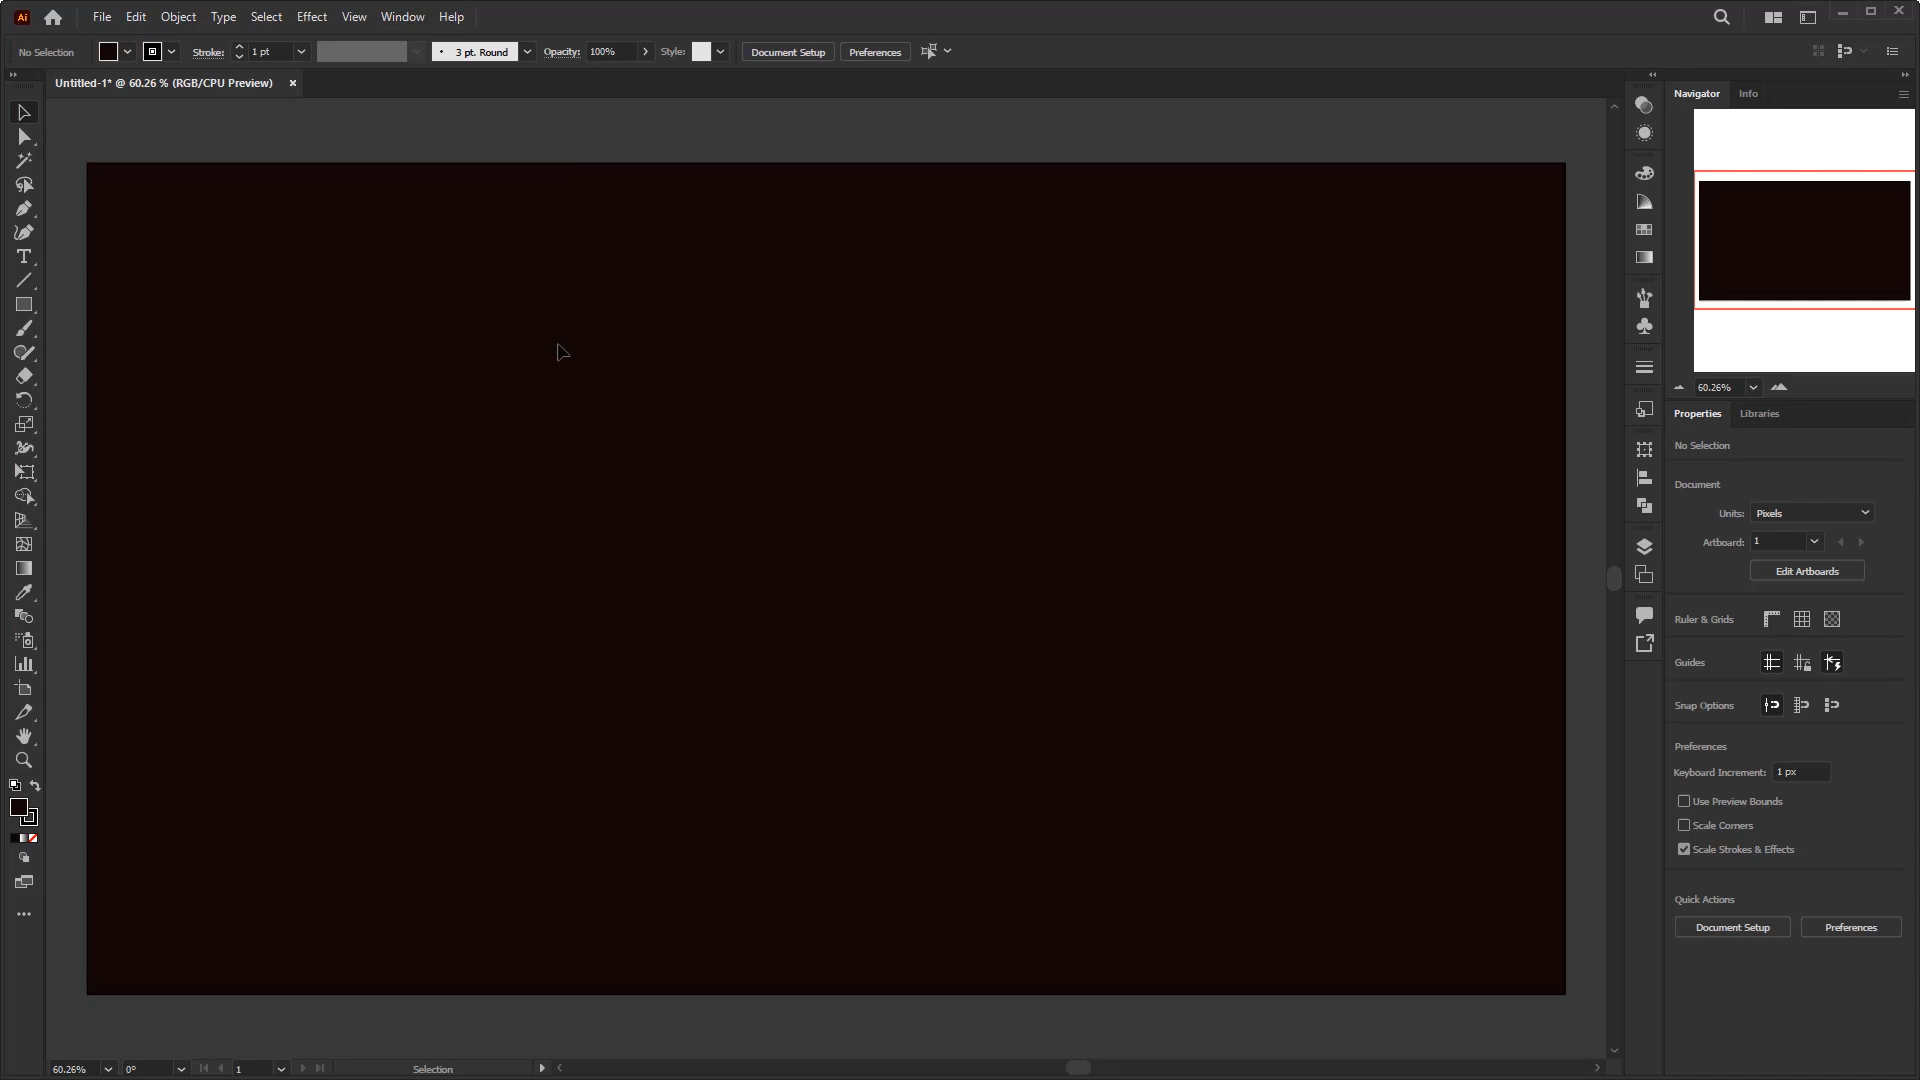 Ai File Edit Object Type Select Effect View Window Help
No Selection Stroke: 1 pt 3 pt. Round Opacity: 100% Style: Document Setup Preferences
Untitled-1* @ 60.26 % (RGB/CPU Preview)
Navigator Info
60.26%
Properties Libraries
No Selection
Document
Units: Pixels
Artboard: 1
Edit Artboards
Ruler & Grids
Guides
Snap Options
Preferences
Keyboard Increment: 1 px
Use Preview Bounds
Scale Corners
Scale Strokes & Effects
Quick Actions
Document Setup Preferences
60.26% 0° 1 Selection